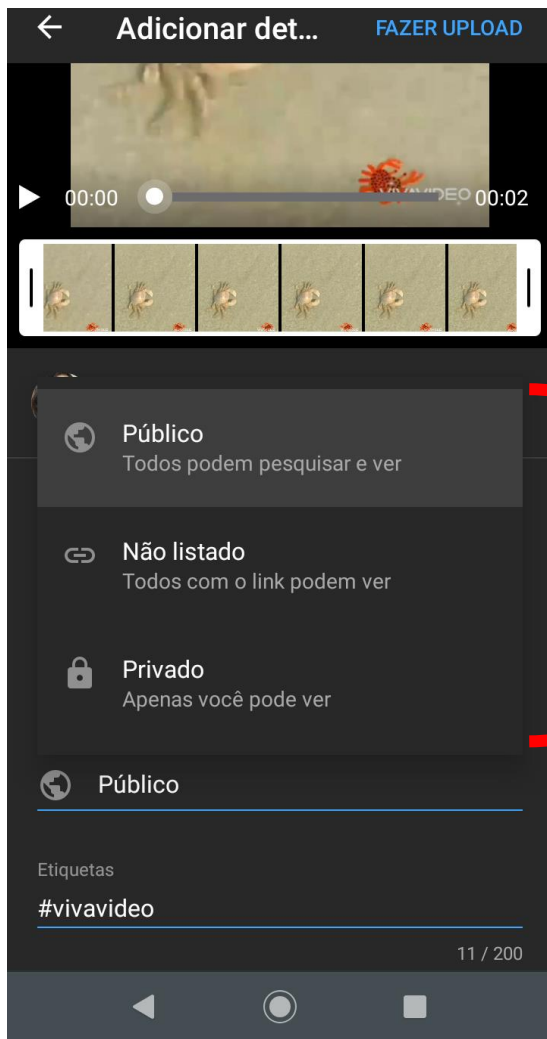 Adicionar det...
FAZER UPLOAD
VIVAVIDEO
00:00
00:02
Público
Todos podem pesquisar e ver
Não listado
Todos com o link podem ver
Privado
Apenas você pode ver
Público
Etiquetas
#vivavideo
11 / 200